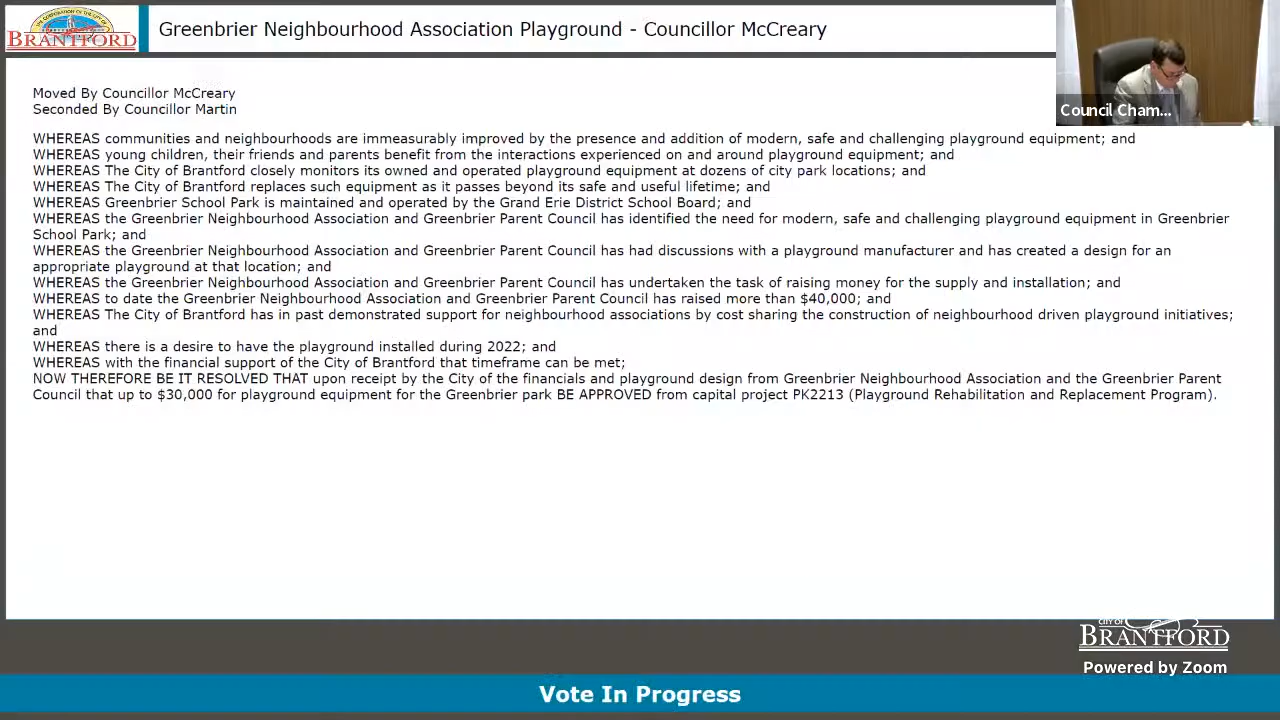 THE CORPORATION OF THE CITY OF
BRANTFORD
Greenbrier Neighbourhood Association Playground - Councillor McCreary
Council Cham...
Moved By Councillor McCreary
Seconded By Councillor Martin
WHEREAS communities and neighbourhoods are immeasurably improved by the presence and addition of modern, safe and challenging playground equipment; and
WHEREAS young children, their friends and parents benefit from the interactions experienced on and around playground equipment; and
WHEREAS The City of Brantford closely monitors its owned and operated playground equipment at dozens of city park locations; and
WHEREAS The City of Brantford replaces such equipment as it passes beyond its safe and useful lifetime; and
WHEREAS Greenbrier School Park is maintained and operated by the Grand Erie District School Board; and
WHEREAS the Greenbrier Neighbourhood Association and Greenbrier Parent Council has identified the need for modern, safe and challenging playground equipment in Greenbrier
School Park; and
WHEREAS the Greenbrier Neighbourhood Association and Greenbrier Parent Council has had discussions with a playground manufacturer and has created a design for an
appropriate playground at that location; and
WHEREAS the Greenbrier Neighbourhood Association and Greenbrier Parent Council has undertaken the task of raising money for the supply and installation; and
WHEREAS to date the Greenbrier Neighbourhood Association and Greenbrier Parent Council has raised more than $40,000; and
WHEREAS The City of Brantford has in past demonstrated support for neighbourhood associations by cost sharing the construction of neighbourhood driven playground initiatives;
and
WHEREAS there is a desire to have the playground installed during 2022; and
WHEREAS with the financial support of the City of Brantford that timeframe can be met;
NOW THEREFORE BE IT RESOLVED THAT upon receipt by the City of the financials and playground design from Greenbrier Neighbourhood Association and the Greenbrier Parent
Council that up to $30,000 for playground equipment for the Greenbrier park BE APPROVED from capital project PK2213 (Playground Rehabilitation and Replacement Program).
CITY OF
BRANTFORD
Powered by Zoom
Vote In Progress